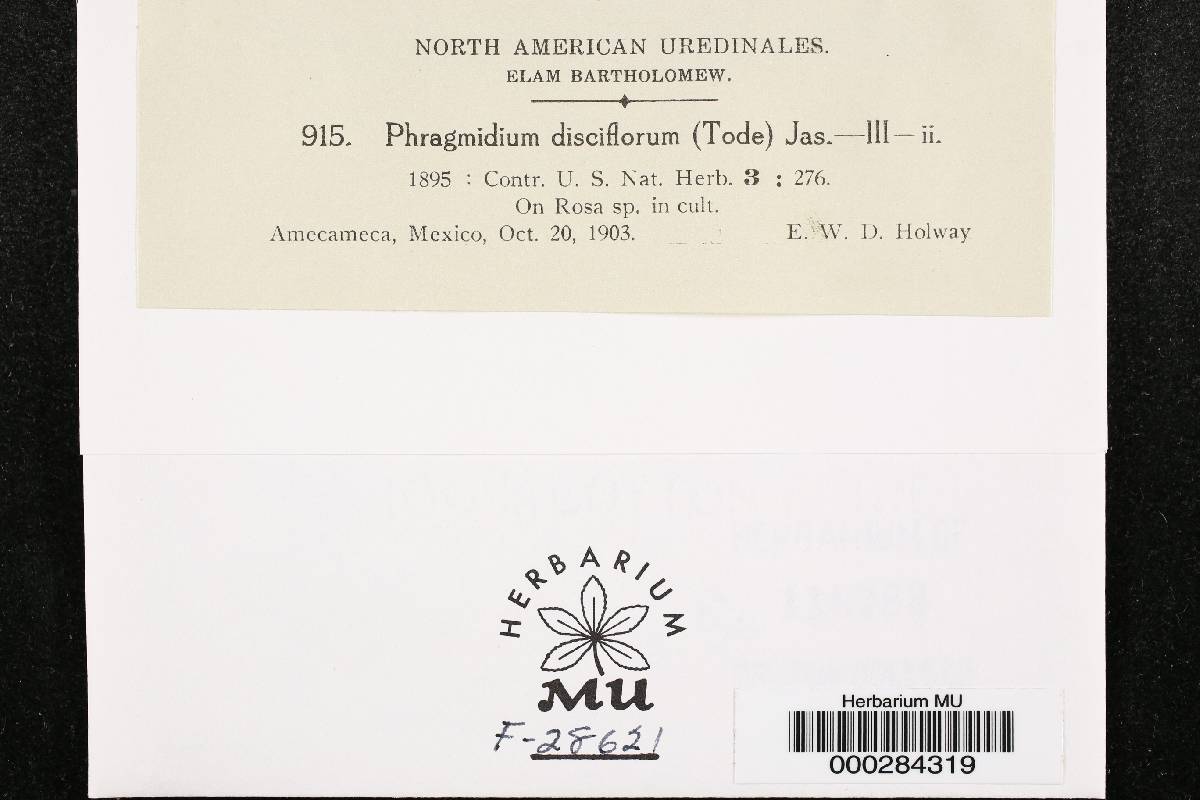 NORTH AMERICAN UREDINALES.
ELAM BARTHOLOMEW.
915. Phragmidium disciflorum (Tode) Jas.—III—ii.
1895 : Contr. U. S. Nat. Herb. 3 : 276.
On Rosa sp. in cult.
Amecameca, Mexico, Oct. 20, 1903. E. W. D. Holway
HERBARIUM
MU
F-28621
Herbarium MU
000284319